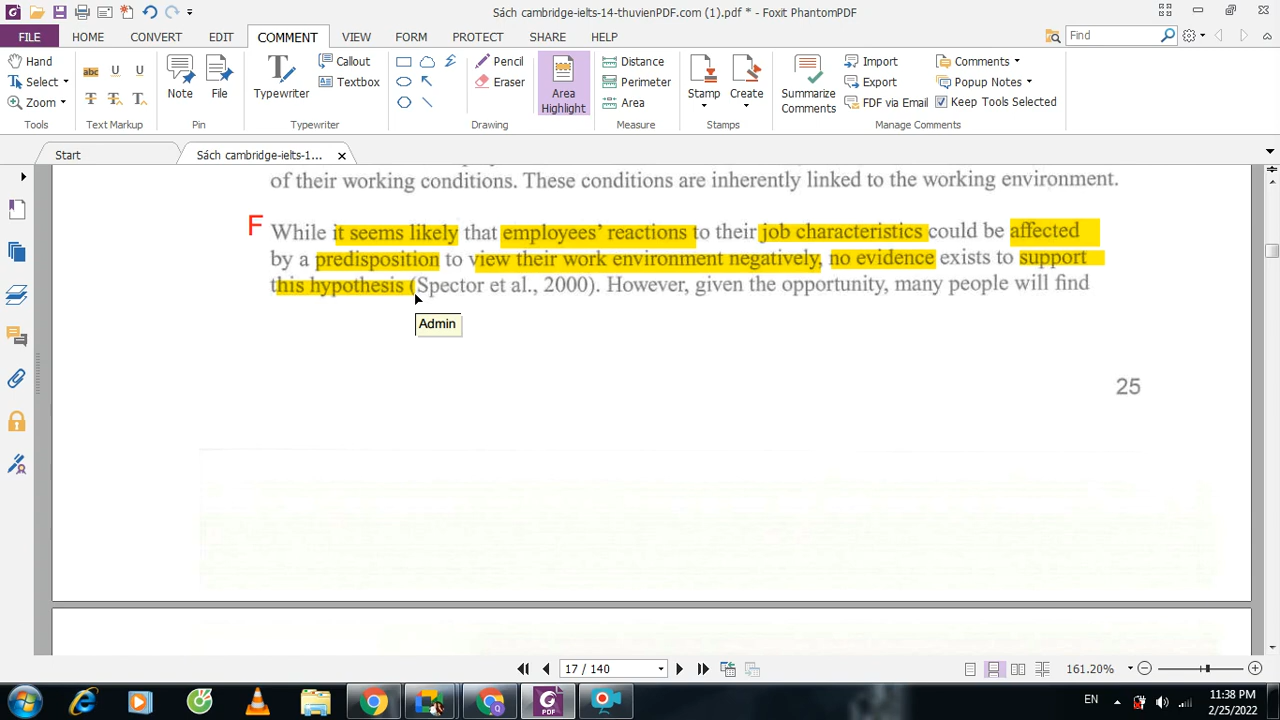 Sách cambridge-ielts-14-thuvienPDF.com (1).pdf * - Foxit PhantomPDF
FILE HOME CONVERT EDIT COMMENT VIEW FORM PROTECT SHARE HELP Find
Hand
Select
Zoom
Tools
abc U U
T T T
Text Markup
Note
File
Pin
Typewriter
Callout
Textbox
Typewriter
Pencil
Eraser
Drawing
Area
Highlight
Distance
Perimeter
Area
Measure
Stamp
Create
Stamps
Summarize
Comments
Import
Export
FDF via Email
Comments
Popup Notes
Keep Tools Selected
Manage Comments
Start Sách cambridge-ielts-1...
of their working conditions. These conditions are inherently linked to the working environment.
F While it seems likely that employees' reactions to their job characteristics could be affected
by a predisposition to view their work environment negatively, no evidence exists to support
this hypothesis (Spector et al., 2000). However, given the opportunity, many people will find
Admin
25
17 / 140 161.20%
PDF
EN
11:38 PM
2/25/2022